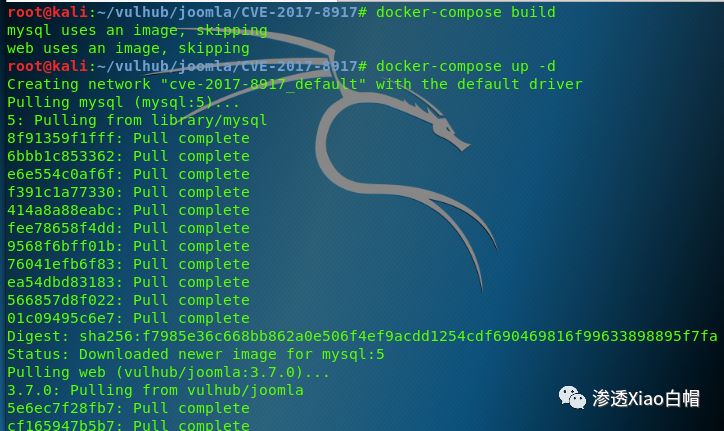 root@kali:~/vulhub/joomla/CVE-2017-8917# docker-compose build
mysql uses an image, skipping
web uses an image, skipping
root@kali:~/vulhub/joomla/CVE-2017-8917# docker-compose up -d
Creating network "cve-2017-8917_default" with the default driver
Pulling mysql (mysql:5)...
5: Pulling from library/mysql
8f91359f1fff: Pull complete
6bbb1c853362: Pull complete
e6e554c0af6f: Pull complete
f391c1a77330: Pull complete
414a8a88eabc: Pull complete
fee78658f4dd: Pull complete
9568f6bff01b: Pull complete
76041efb6f83: Pull complete
ea54dbd83183: Pull complete
566857d8f022: Pull complete
01c09495c6e7: Pull complete
Digest: sha256:f7985e36c668bb862a0e506f4ef9acdd1254cdf690469816f99633898895f7fa
Status: Downloaded newer image for mysql:5
Pulling web (vulhub/joomla:3.7.0)...
3.7.0: Pulling from vulhub/joomla
5e6ec7f28fb7: Pull complete
cf165947b5b7: Pull complete
渗透Xiao白帽